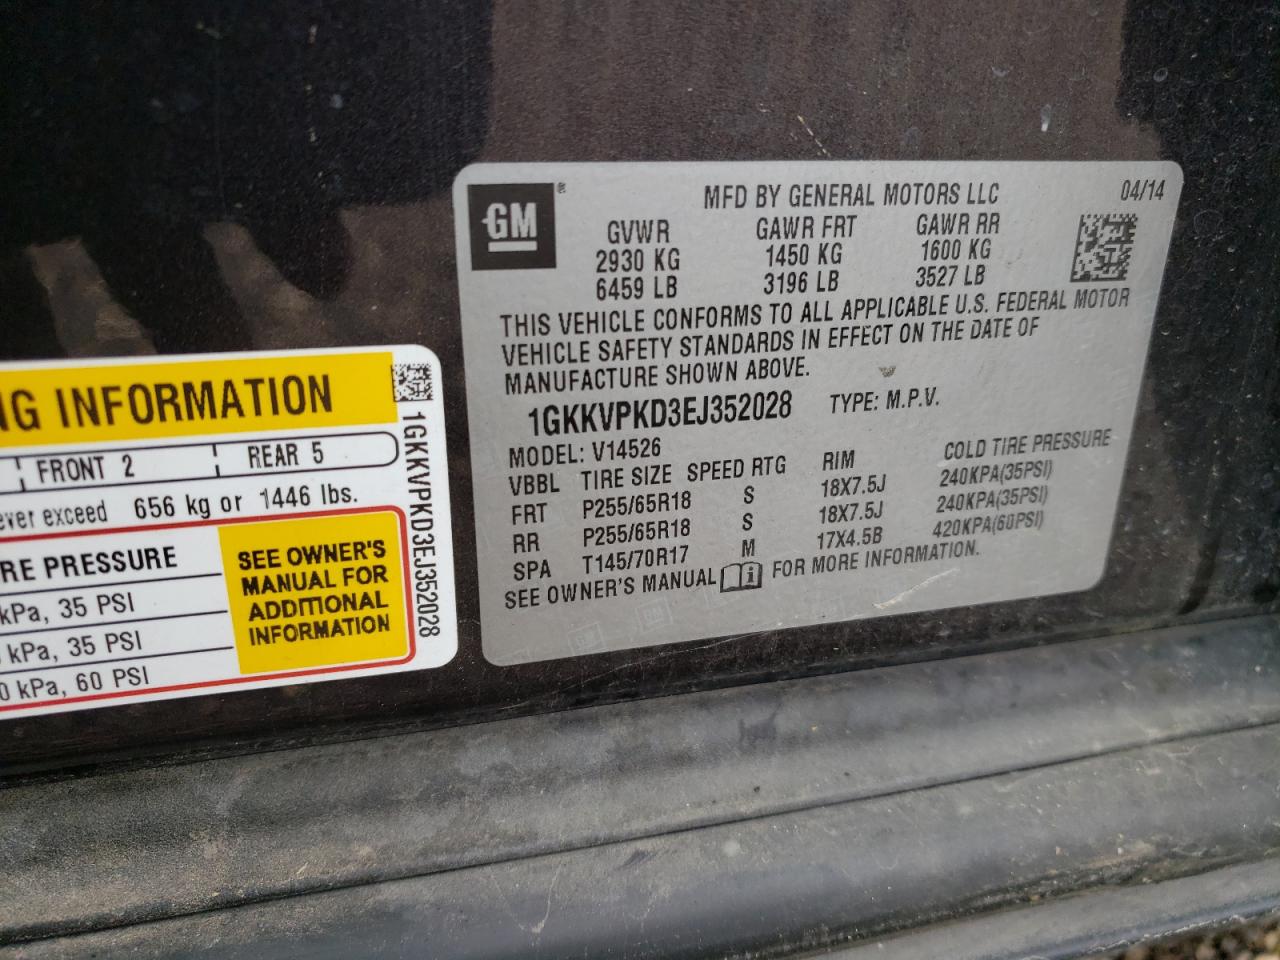 GM ®
MFD BY GENERAL MOTORS LLC 04/14
GVWR GAWR FRT GAWR RR
2930 KG 1450 KG 1600 KG
6459 LB 3196 LB 3527 LB
THIS VEHICLE CONFORMS TO ALL APPLICABLE U.S. FEDERAL MOTOR
VEHICLE SAFETY STANDARDS IN EFFECT ON THE DATE OF
MANUFACTURE SHOWN ABOVE.
1GKKVPKD3EJ352028 TYPE: M.P.V.
MODEL: V14526
VBBL TIRE SIZE SPEED RTG RIM COLD TIRE PRESSURE
FRT P255/65R18 S 18X7.5J 240KPA(35PSI)
RR P255/65R18 S 18X7.5J 240KPA(35PSI)
SPA T145/70R17 M 17X4.5B 420KPA(60PSI)
SEE OWNER'S MANUAL i FOR MORE INFORMATION.
NG INFORMATION
FRONT 2 REAR 5
ever exceed 656 kg or 1446 lbs.
RE PRESSURE
kPa, 35 PSI
kPa, 35 PSI
0 kPa, 60 PSI
SEE OWNER'S
MANUAL FOR
ADDITIONAL
INFORMATION
1GKKVPKD3EJ352028